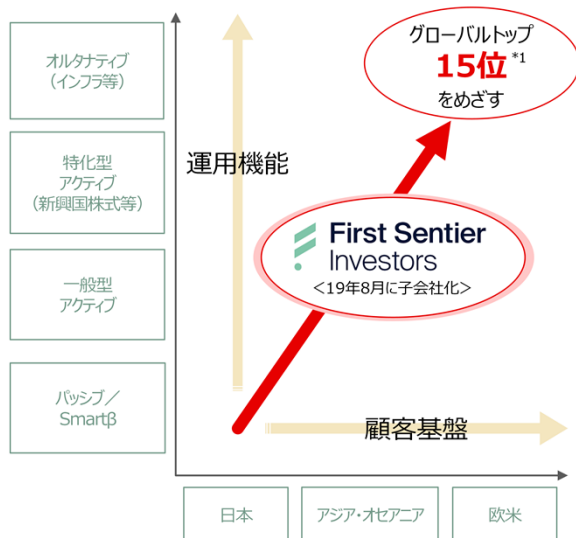 グローバルトップ
15位 *1
をめざす
オルタナティブ
(インフラ等)
特化型
アクティブ
(新興国株式等)
一般型
アクティブ
パッシブ/
Smartβ
運用機能
First Sentier
Investors
<19年8月に子会社化>
顧客基盤
日本
アジア・オセアニア
欧米